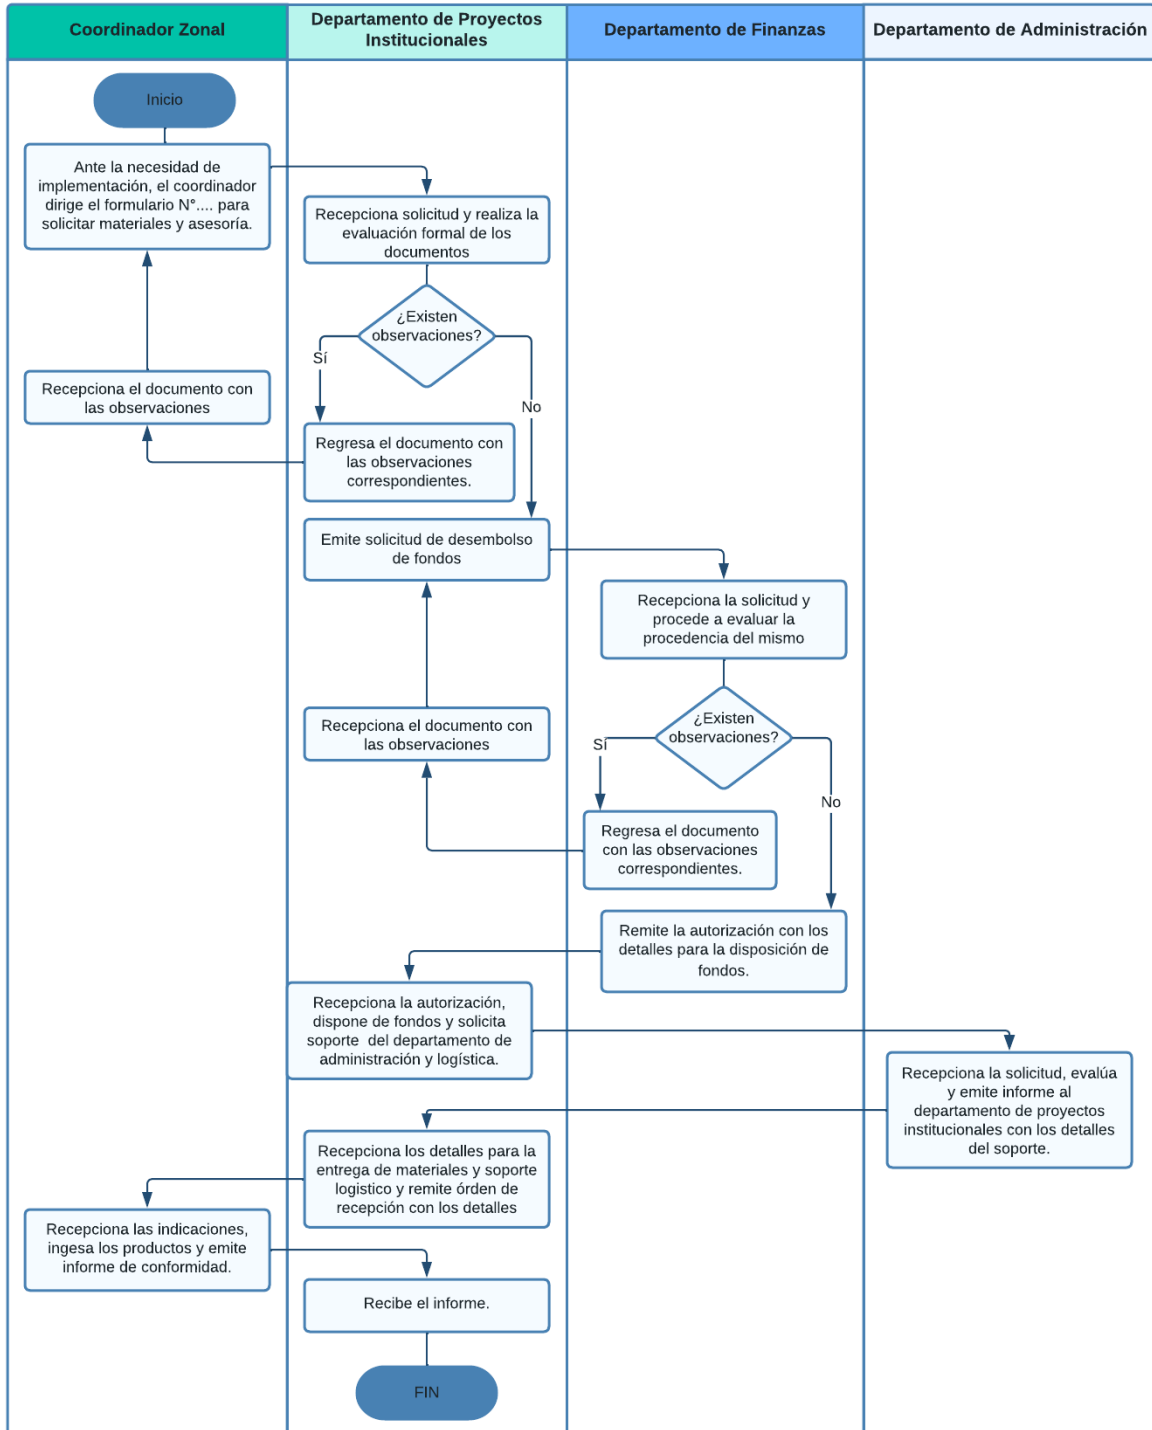 Coordinador Zonal
Departamento de Proyectos
Institucionales
Departamento de Finanzas
Departamento de Administración
Inicio
Ante la necesidad de
implementación, el coordinador
dirige el formulario N°.... para
solicitar materiales y asesoría.
Recepciona solicitud y realiza la
evaluación formal de los
documentos
¿Existen
observaciones?
Sí
No
Recepciona el documento con
las observaciones
Regresa el documento con
las observaciones
correspondientes.
Emite solicitud de desembolso
de fondos
Recepciona la solicitud y
procede a evaluar la
procedencia del mismo
¿Existen
observaciones?
Sí
No
Recepciona el documento con
las observaciones
Regresa el documento
con las observaciones
correspondientes.
Remite la autorización con los
detalles para la disposición de
fondos.
Recepciona la autorización,
dispone de fondos y solicita
soporte  del departamento de
administración y logística.
Recepciona la solicitud, evalúa
y emite informe al
departamento de proyectos
institucionales con los detalles
del soporte.
Recepciona los detalles para la
entrega de materiales y soporte
logistico y remite órden de
recepción con los detalles
Recepciona las indicaciones,
ingesa los productos y emite
informe de conformidad.
Recibe el informe.
FIN